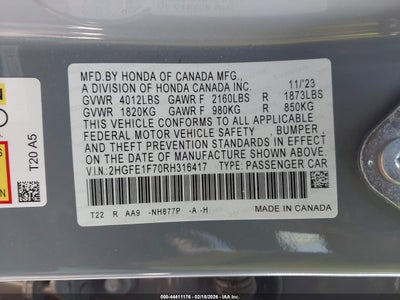 MFD.BY HONDA OF CANADA MFG.,
A DIVISION OF HONDA CANADA INC. 11/'23
GVWR 4012LBS GAWR F 2160LBS R 1873LBS
GVWR 1820KG GAWR F 980KG R 850KG
THIS VEHICLE CONFORMS TO ALL APPLICABLE
FEDERAL MOTOR VEHICLE SAFETY, BUMPER,
AND THEFT PREVENTION STANDARDS IN EFFECT
ON THE DATE OF MANUFACTURE SHOWN ABOVE.
V.I.N.: 2HGFE1F70RH316417 TYPE: PASSENGER CAR
T22 R AA9 -NH877P -A -H MADE IN CANADA
T20 A5
IAA 44411176 - 02/18/2026 - 01:00PM